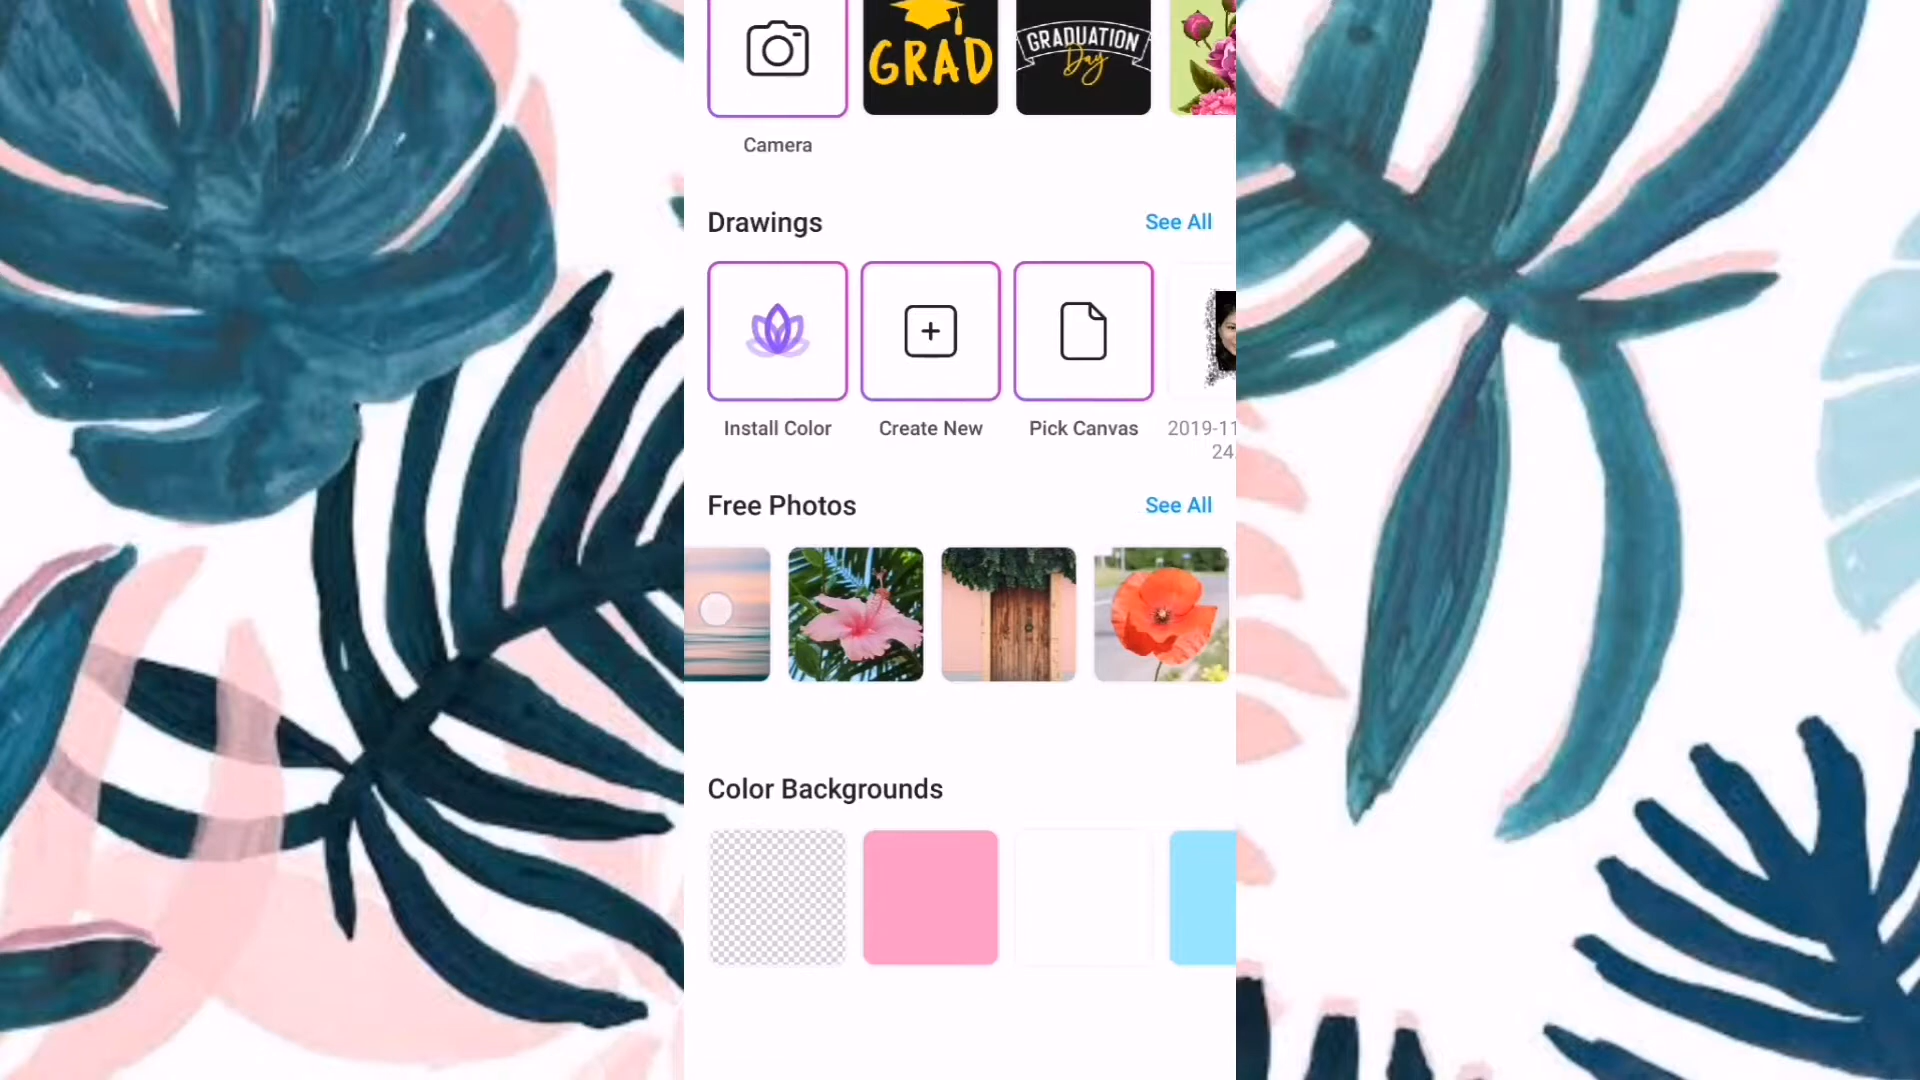 GRAD
GRADUATION
Day
Camera
Drawings
See All
Install Color
Create New
Pick Canvas
2019-11
24
Free Photos
See All
Color Backgrounds